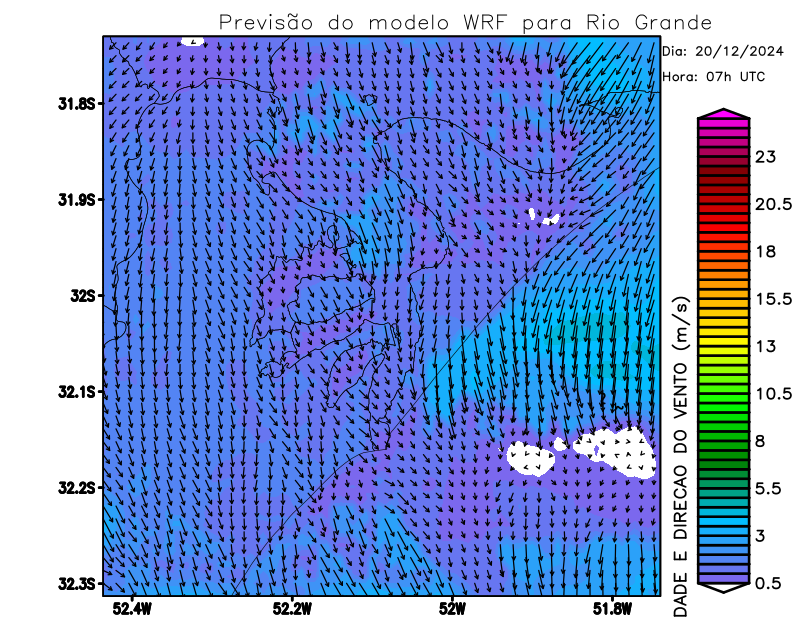 Previsão do modelo WRF para Rio Grande
Dia: 20/12/2024
Hora: 07h UTC
31.8S
31.9S
32S
32.1S
32.2S
32.3S
52.4W
52.2W
52W
51.8W
23
20.5
18
15.5
13
10.5
8
5.5
3
0.5
DADE E DIRECAO DO VENTO (m/s)